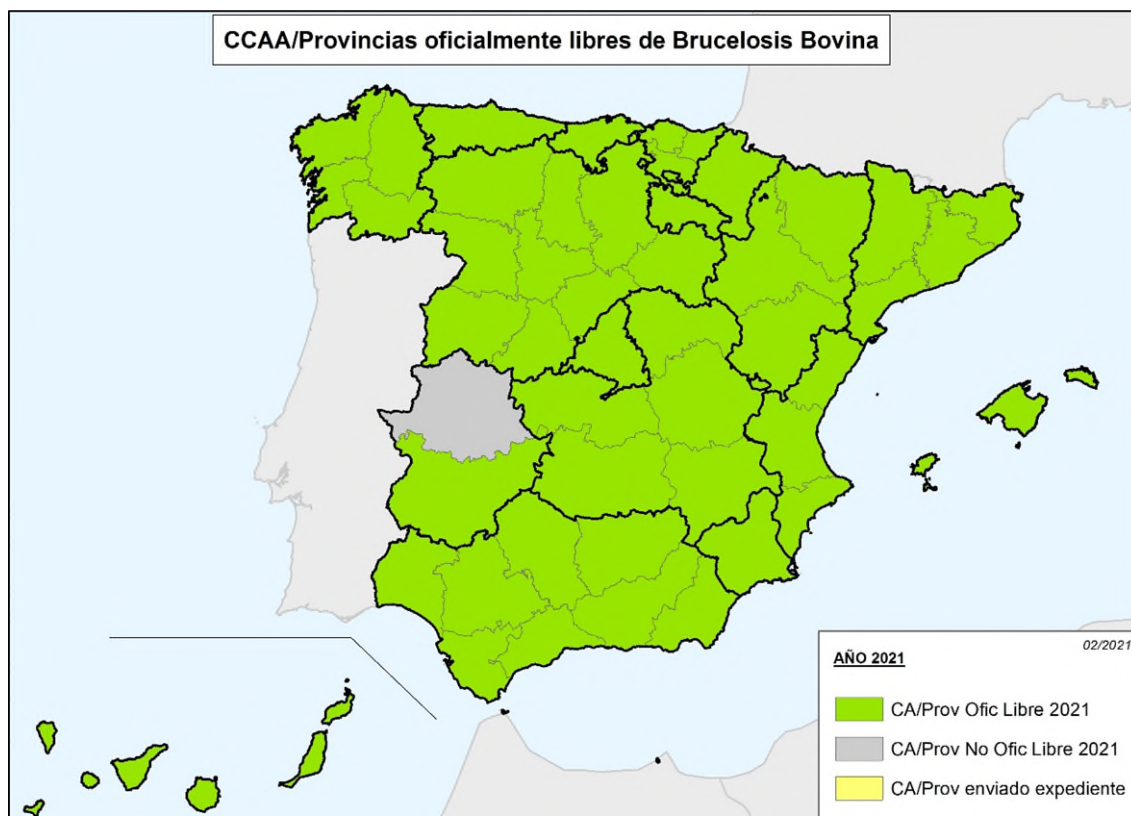 CCAA/Provincias oficialmente libres de Brucelosis Bovina
02/2021
AÑO 2021
CA/Prov Ofic Libre 2021
CA/Prov No Ofic Libre 2021
CA/Prov enviado expediente